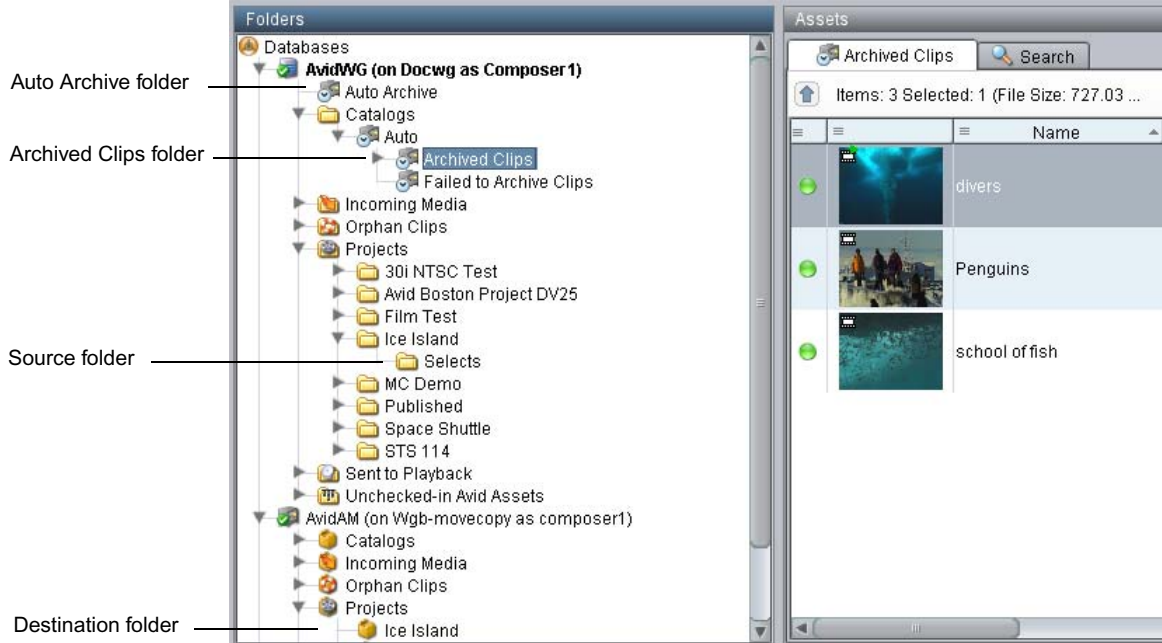 Auto Archive folder
Archived Clips folder
Source folder
Destination folder
Folders
Databases
AvidWG (on Docwg as Composer1)
Auto Archive
Catalogs
Auto
Archived Clips
Failed to Archive Clips
Incoming Media
Orphan Clips
Projects
30i NTSC Test
Avid Boston Project DV25
Film Test
Ice Island
Selects
MC Demo
Published
Space Shuttle
STS 114
Sent to Playback
Unchecked-in Avid Assets
AvidAM (on Wgb-movecopy as composer1)
Catalogs
Incoming Media
Orphan Clips
Projects
Ice Island
Assets
Archived Clips
Search
Items: 3 Selected: 1 (File Size: 727.03 ...
Name
divers
Penguins
school of fish